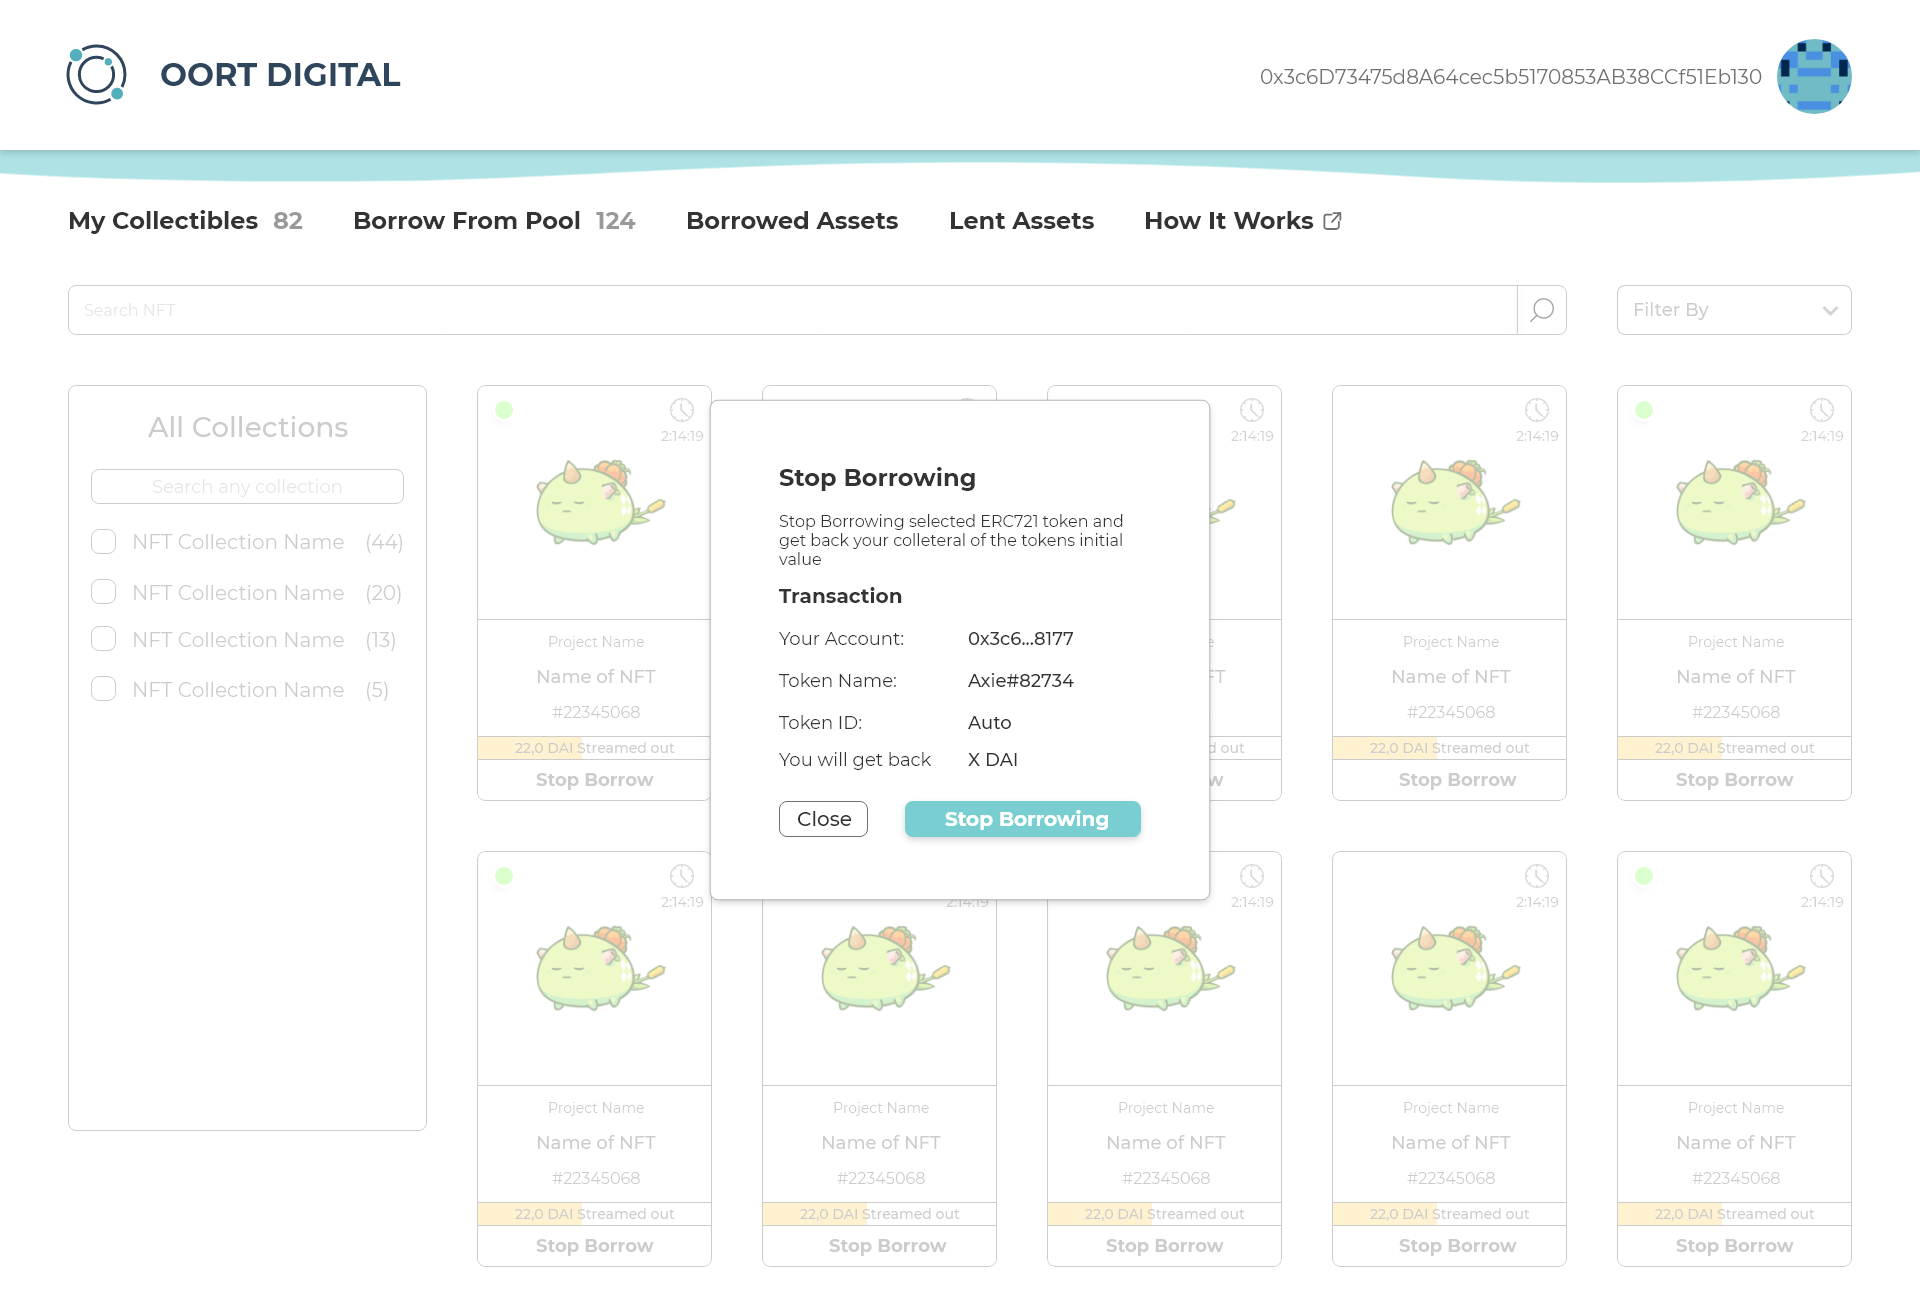 OORT DIGITAL
0x3c6D73475d8A64cec5b5170853AB38CCf51Eb130
My Collectibles 82 Borrow From Pool 124 Borrowed Assets Lent Assets How It Works
Search NFT
Filter By
All Collections
Search any collection
NFT Collection Name (44)
NFT Collection Name (20)
NFT Collection Name (13)
NFT Collection Name (5)
2:14:19
Project Name
Name of NFT
#22345068
22,0 DAI Streamed out
Stop Borrow
Stop Borrowing
Stop Borrowing selected ERC721 token and
get back your colleteral of the tokens initial
value
Transaction
Your Account: 0x3c6...8177
Token Name: Axie#82734
Token ID: Auto
You will get back X DAI
Close Stop Borrowing
2:14:19
2:14:19
Project Name
Name of NFT
#22345068
22,0 DAI Streamed out
Stop Borrow
2:14:19
Project Name
Name of NFT
#22345068
22,0 DAI Streamed out
Stop Borrow
2:14:19
Project Name
Name of NFT
#22345068
22,0 DAI Streamed out
Stop Borrow
2:14:19
Project Name
Name of NFT
#22345068
22,0 DAI Streamed out
Stop Borrow
2:14:19
Project Name
Name of NFT
#22345068
22,0 DAI Streamed out
Stop Borrow
2:14:19
Project Name
Name of NFT
#22345068
22,0 DAI Streamed out
Stop Borrow
2:14:19
Project Name
Name of NFT
#22345068
22,0 DAI Streamed out
Stop Borrow